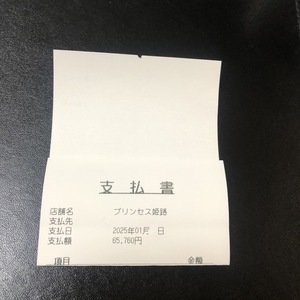 支払書
店舗名 プリンセス姫路
支払先
支払日 2025年01月 日
支払額 65,760円
項目 金額